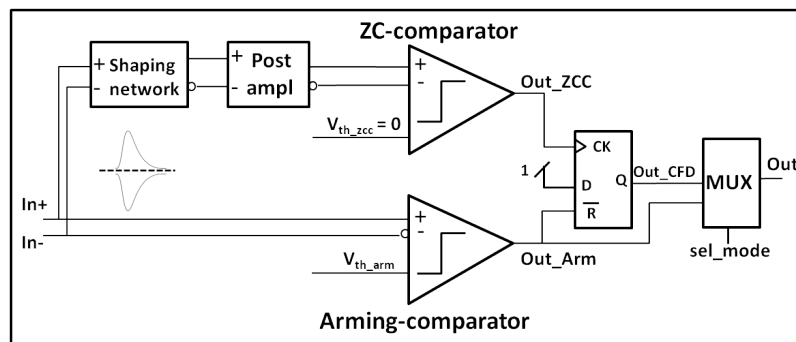 ZC-comparator
+ Shaping
- network
+ Post
- ampl
+
-
Out_ZCC
V_th_zcc = 0
CK
1
D
Q
R̅
Out_CFD
MUX
Out
In+
In-
+
-
V_th_arm
Out_Arm
sel_mode
Arming-comparator